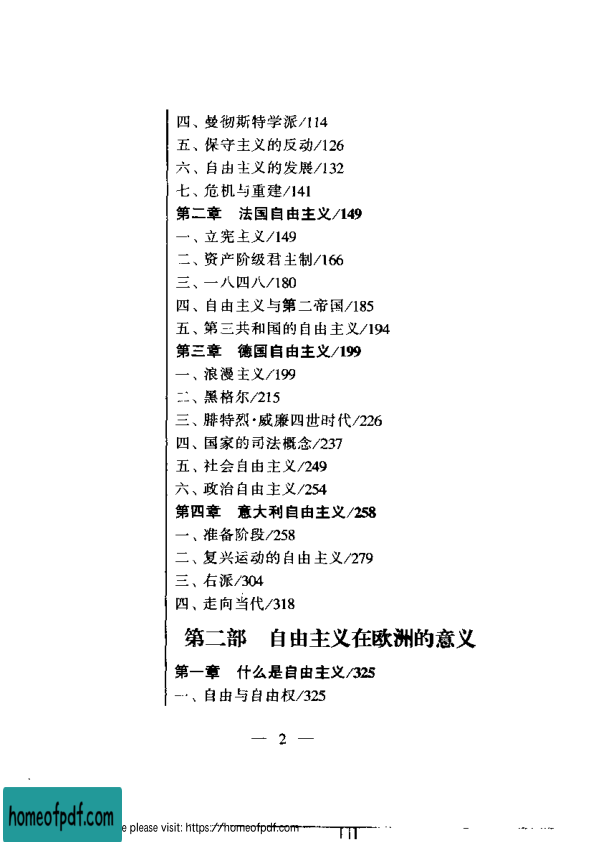 四、曼彻斯特学派/114
五、保守主义的反动/126
六、自由主义的发展/132
七、危机与重建/141
第二章 法国自由主义/149
一、立宪主义/149
二、资产阶级君主制/166
三、一八四八/180
四、自由主义与第二帝国/185
五、第三共和国的自由主义/194
第三章 德国自由主义/199
一、浪漫主义/199
二、黑格尔/215
三、腓特烈·威廉四世时代/226
四、国家的司法概念/237
五、社会自由主义/249
六、政治自由主义/254
第四章 意大利自由主义/258
一、准备阶段/258
二、复兴运动的自由主义/279
三、右派/304
四、走向当代/318
第二部 自由主义在欧洲的意义
第一章 什么是自由主义/325
一、自由与自由权/325
— 2 —
homeofpdf.com
e please visit: https://homeofpdf.com